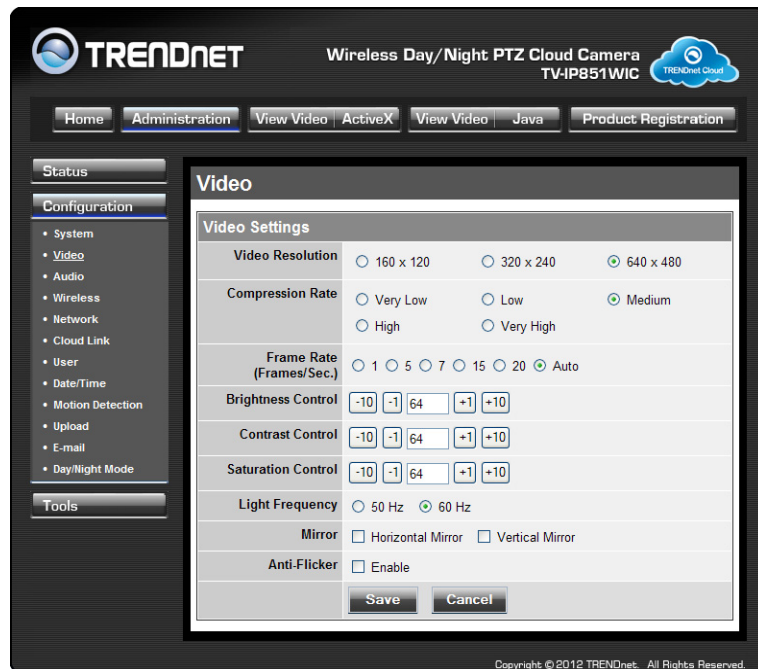 TRENDNET
Wireless Day/Night PTZ Cloud Camera
TV-IP851WIC
TRENDnet Cloud
Home
Administration
View Video | ActiveX
View Video | Java
Product Registration
Status
Configuration
• System
• Video
• Audio
• Wireless
• Network
• Cloud Link
• User
• Date/Time
• Motion Detection
• Upload
• E-mail
• Day/Night Mode
Tools
Video
Video Settings
Video Resolution 160 x 120 320 x 240 640 x 480
Compression Rate Very Low Low Medium
High Very High
Frame Rate
(Frames/Sec.) 1 5 7 15 20 Auto
Brightness Control -10 -1 64 +1 +10
Contrast Control -10 -1 64 +1 +10
Saturation Control -10 -1 64 +1 +10
Light Frequency 50 Hz 60 Hz
Mirror Horizontal Mirror Vertical Mirror
Anti-Flicker Enable
Save Cancel
Copyright © 2012 TRENDnet. All Rights Reserved.